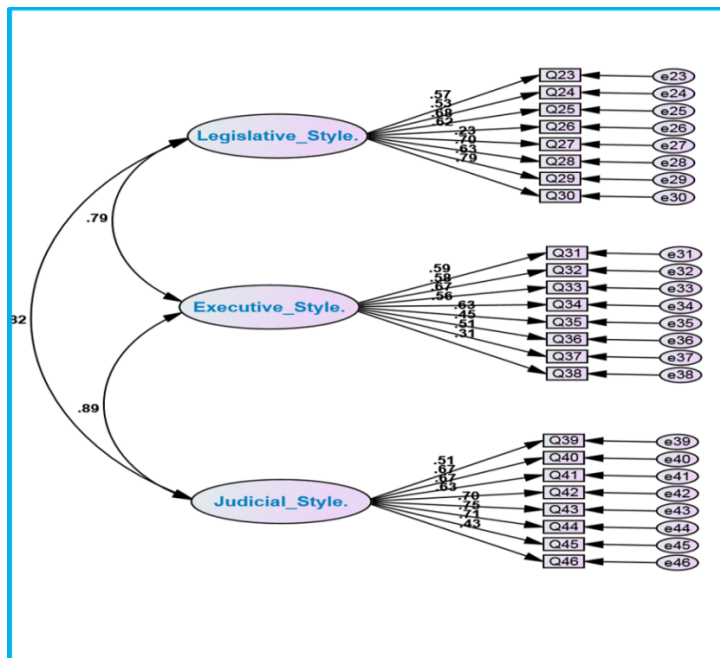 Q23 e23
.57
Q24 e24
.53
Q25 e25
.68
Q26 e26
.62
Legislative_Style.
.23
Q27 e27
.70
Q28 e28
.63
Q29 e29
.79
Q30 e30
.79
Q31 e31
.59
Q32 e32
.58
Q33 e33
.67
Q34 e34
.56
Executive_Style.
.63
Q35 e35
.45
Q36 e36
.51
Q37 e37
.31
Q38 e38
.89
Q39 e39
.51
Q40 e40
.67
Q41 e41
.67
Q42 e42
.63
Judicial_Style.
.70
Q43 e43
.75
Q44 e44
.71
Q45 e45
.43
Q46 e46